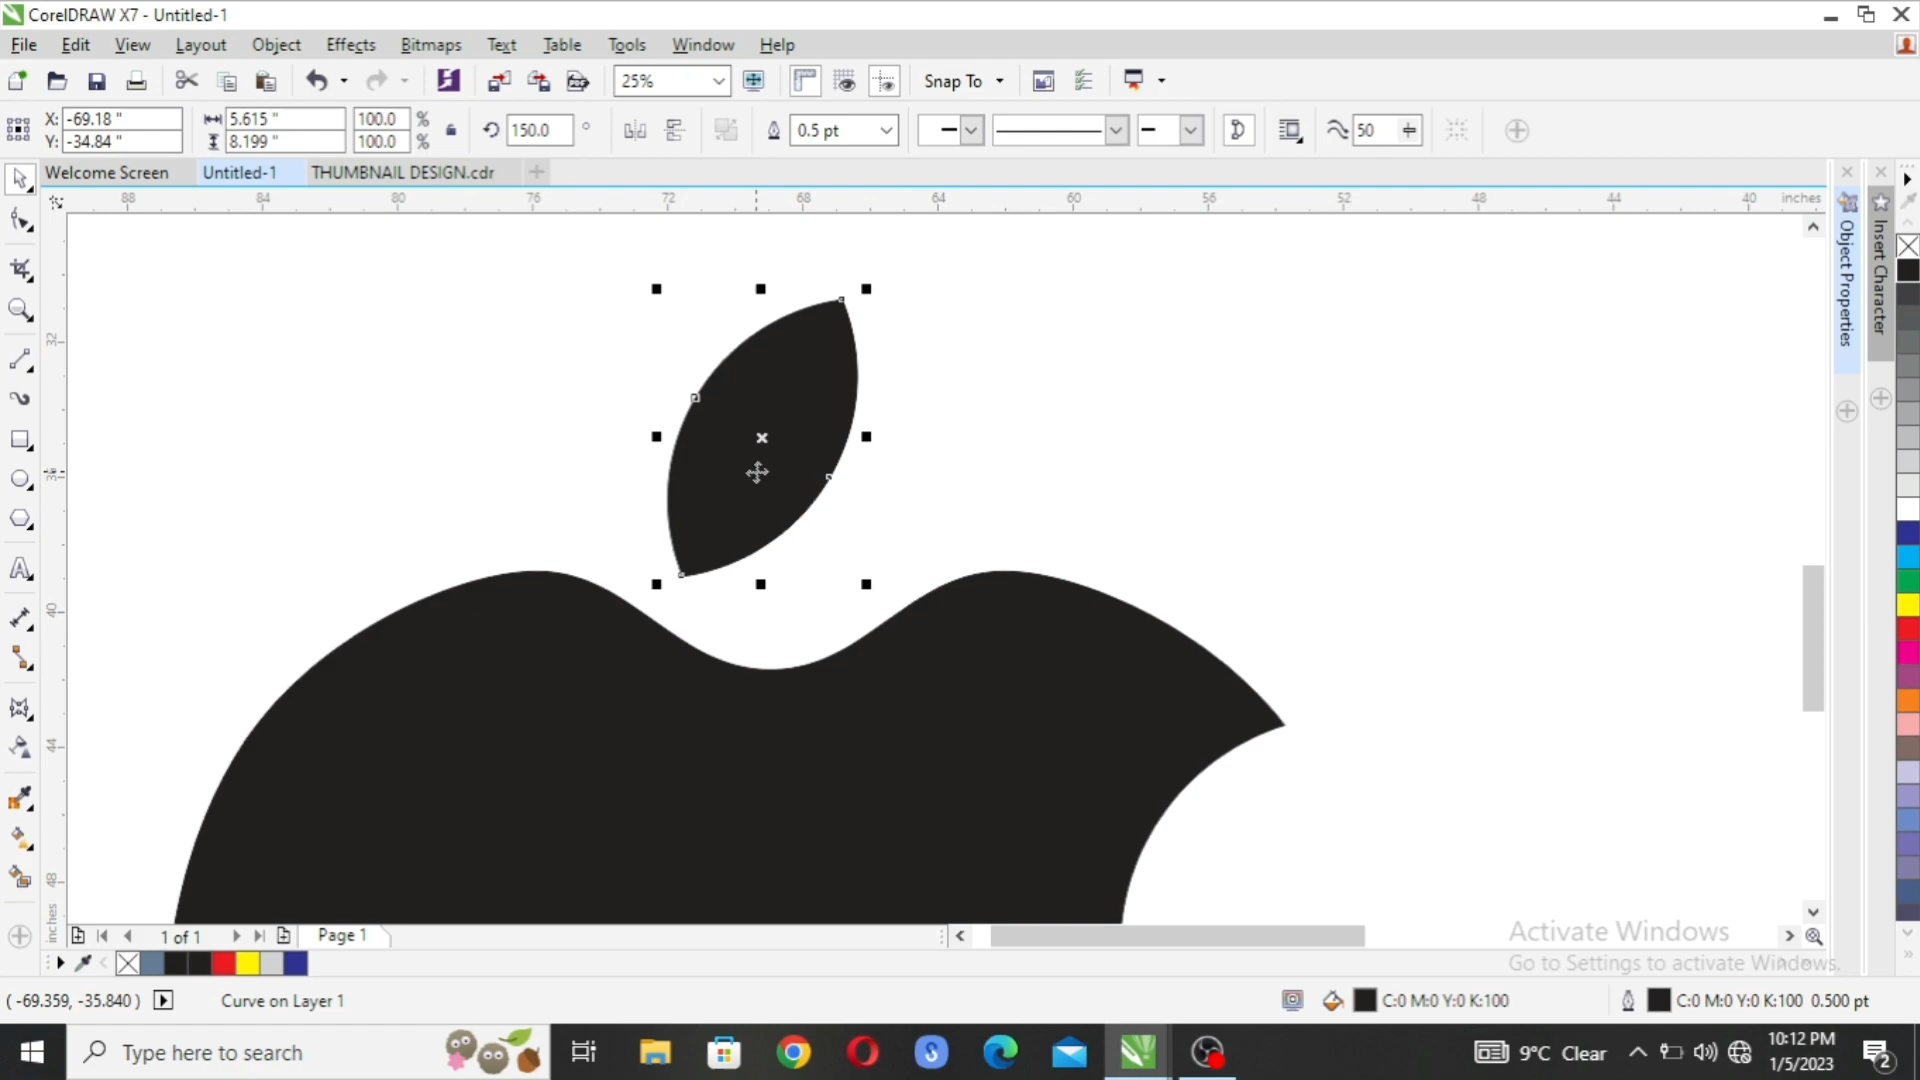 CorelDRAW X7 - Untitled-1
File Edit View Layout Object Effects Bitmaps Text Table Tools Window Help
25% Snap To
X: -69.18 " 5.615 " 100.0 % 150.0 ° 0.5 pt 50
Y: -34.84 " 8.199 " 100.0 %
Welcome Screen Untitled-1 THUMBNAIL DESIGN.cdr
88 84 80 76 72 68 64 60 56 52 48 44 40 inches
32
36
40
44
48
inches
Object Properties
Insert Character
1 of 1 Page 1
Activate Windows
Go to Settings to activate Windows.
( -69.359, -35.840 ) Curve on Layer 1 C:0 M:0 Y:0 K:100 C:0 M:0 Y:0 K:100 0.500 pt
Type here to search 9°C Clear 10:12 PM
1/5/2023 2